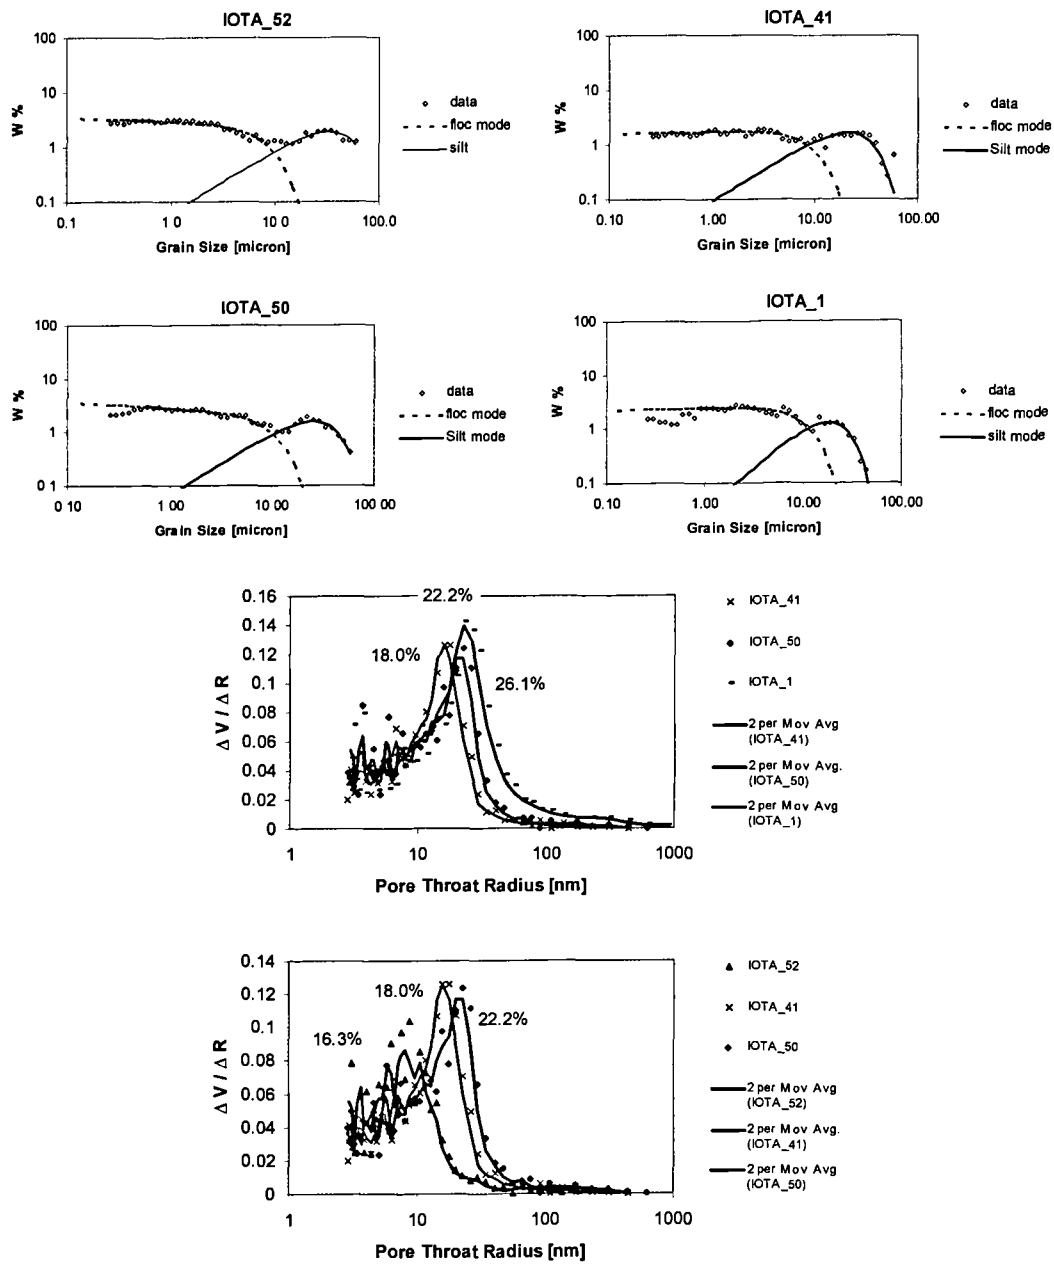 IOTA_52
100
10
1
0.1
W %
0.1
1 0
10 0
100.0
Grain Size [micron]
data
floc mode
silt
IOTA_41
100
10
1
0.1
W %
0.10
1.00
10.00
100.00
Grain Size [micron]
data
floc mode
Silt mode
IOTA_50
100
10
1
0 1
W %
0 10
1 00
10 00
100 00
Grain Size [micron]
data
floc mode
Silt mode
IOTA_1
100
10
1
0.1
W %
0.10
1.00
10.00
100.00
Grain Size [micron]
data
floc mode
silt mode
0.16
0.14
0.12
0.1
0.08
0.06
0.04
0.02
0
Δ V / Δ R
22.2%
18.0%
26.1%
1
10
100
1000
Pore Throat Radius [nm]
IOTA_41
IOTA_50
IOTA_1
2 per Mov Avg
(IOTA_41)
2 per Mov Avg.
(IOTA_50)
2 per Mov Avg
(IOTA_1)
0.14
0.12
0.1
0.08
0.06
0.04
0.02
0
Δ V / Δ R
18.0%
22.2%
16.3%
1
10
100
1000
Pore Throat Radius [nm]
IOTA_52
IOTA_41
IOTA_50
2 per Mov Avg
(IOTA_52)
2 per Mov Avg.
(IOTA_41)
2 per Mov Avg
(IOTA_50)